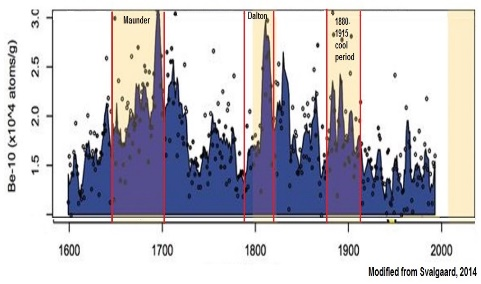 Maunder
Dalton
1880-
1915
cool
period
Be-10 (x10^4 atoms/g)
3.0
2.5
2.0
1.5
1600
1700
1800
1900
2000
Modified from Svalgaard, 2014